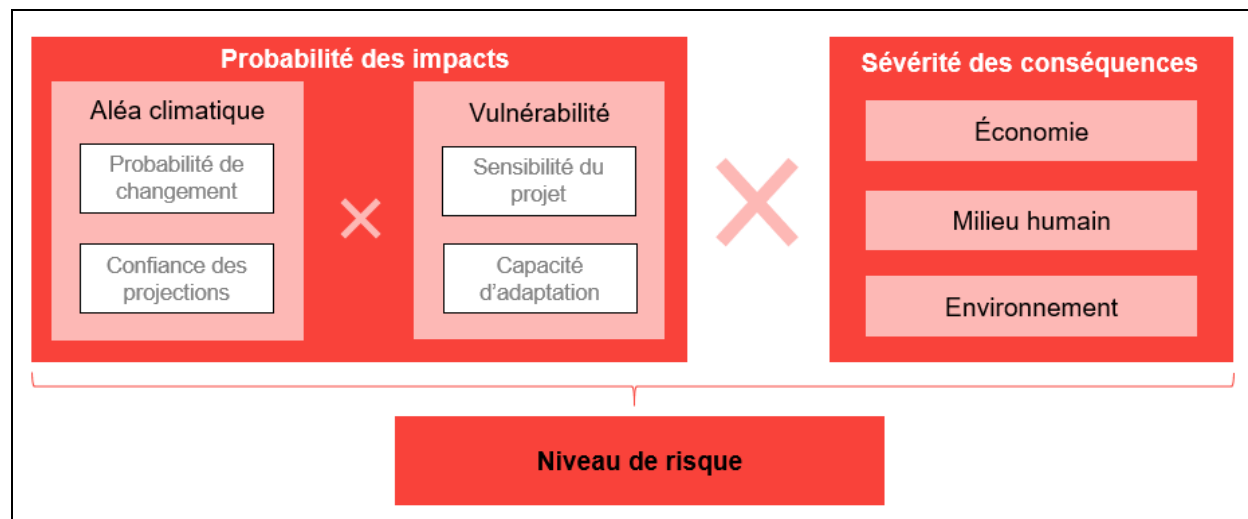 Probabilité des impacts
Aléa climatique
Probabilité de
changement
Confiance des
projections
×
Vulnérabilité
Sensibilité du
projet
Capacité
d'adaptation
×
Sévérité des conséquences
Économie
Milieu humain
Environnement
Niveau de risque